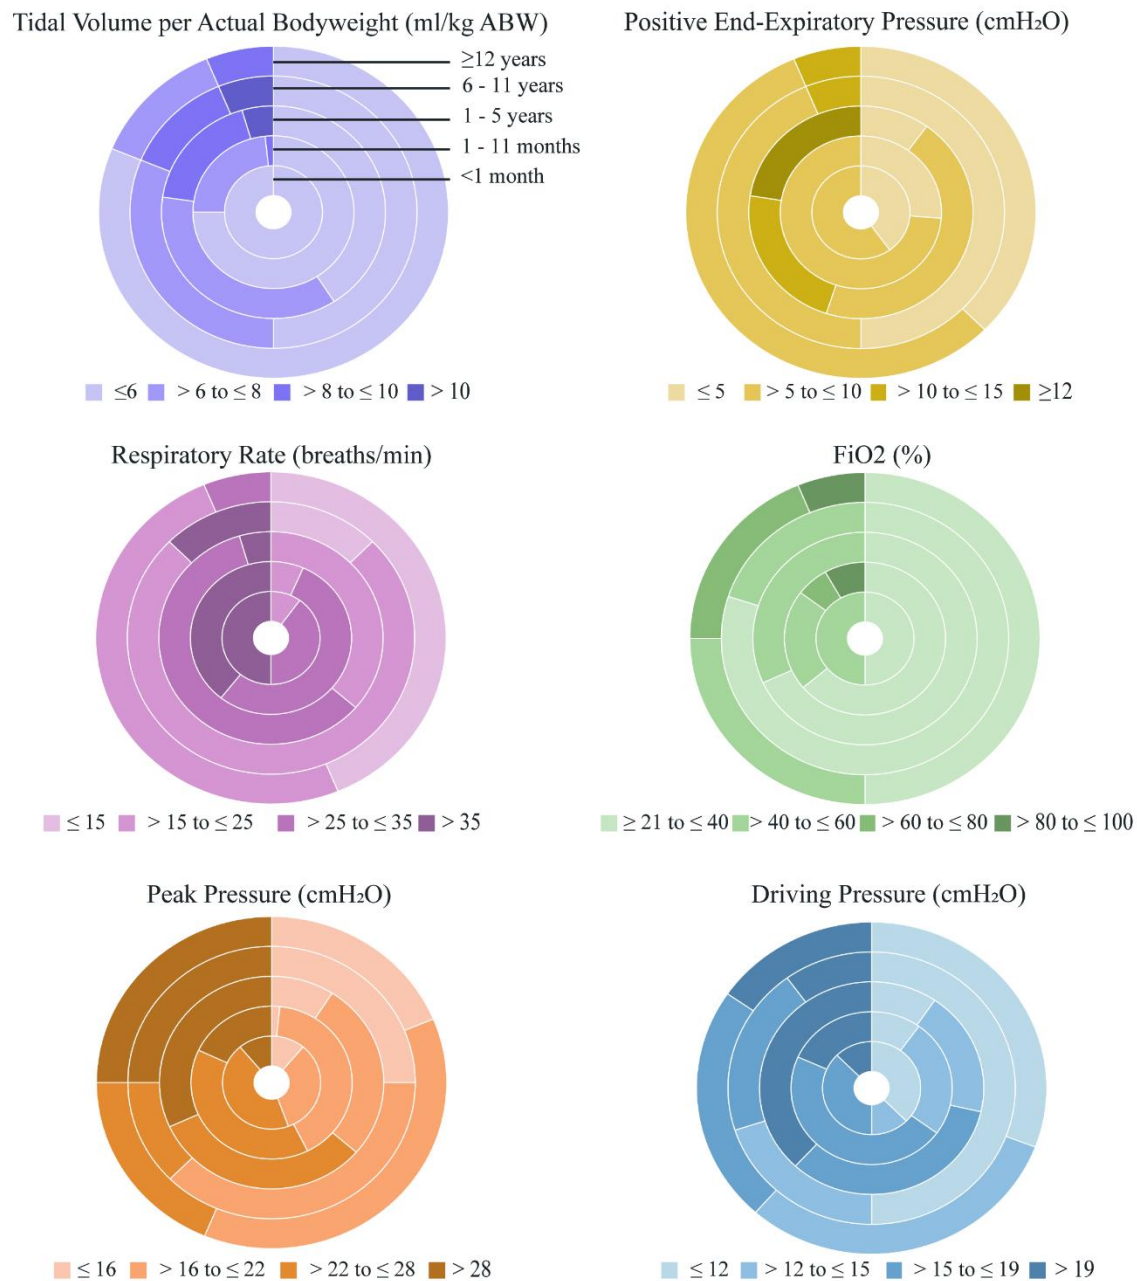 Tidal Volume per Actual Bodyweight (ml/kg ABW)
≥12 years
6 - 11 years
1 - 5 years
1 - 11 months
<1 month
≤6 > 6 to ≤ 8 > 8 to ≤ 10 > 10
Positive End-Expiratory Pressure (cmH₂O)
≤ 5 > 5 to ≤ 10 > 10 to ≤ 15 ≥12
Respiratory Rate (breaths/min)
≤ 15 > 15 to ≤ 25 > 25 to ≤ 35 > 35
FiO2 (%)
≥ 21 to ≤ 40 > 40 to ≤ 60 > 60 to ≤ 80 > 80 to ≤ 100
Peak Pressure (cmH₂O)
≤ 16 > 16 to ≤ 22 > 22 to ≤ 28 > 28
Driving Pressure (cmH₂O)
≤ 12 > 12 to ≤ 15 > 15 to ≤ 19 > 19